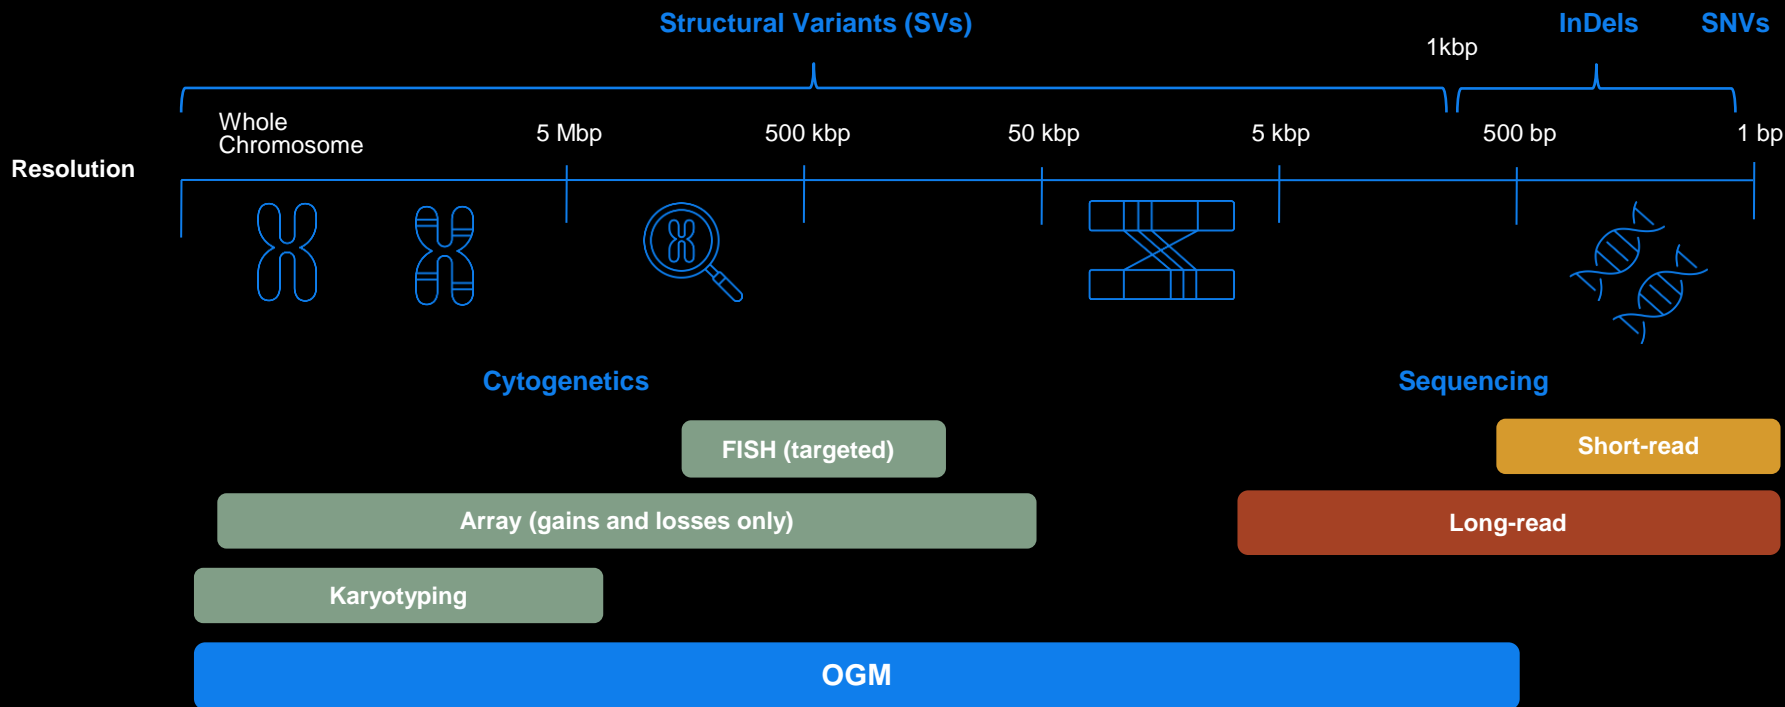 Structural Variants (SVs)
InDels
SNVs
1kbp
Whole
Chromosome
5 Mbp
500 kbp
50 kbp
5 kbp
500 bp
1 bp
Resolution
Cytogenetics
Sequencing
FISH (targeted)
Short-read
Array (gains and losses only)
Long-read
Karyotyping
OGM